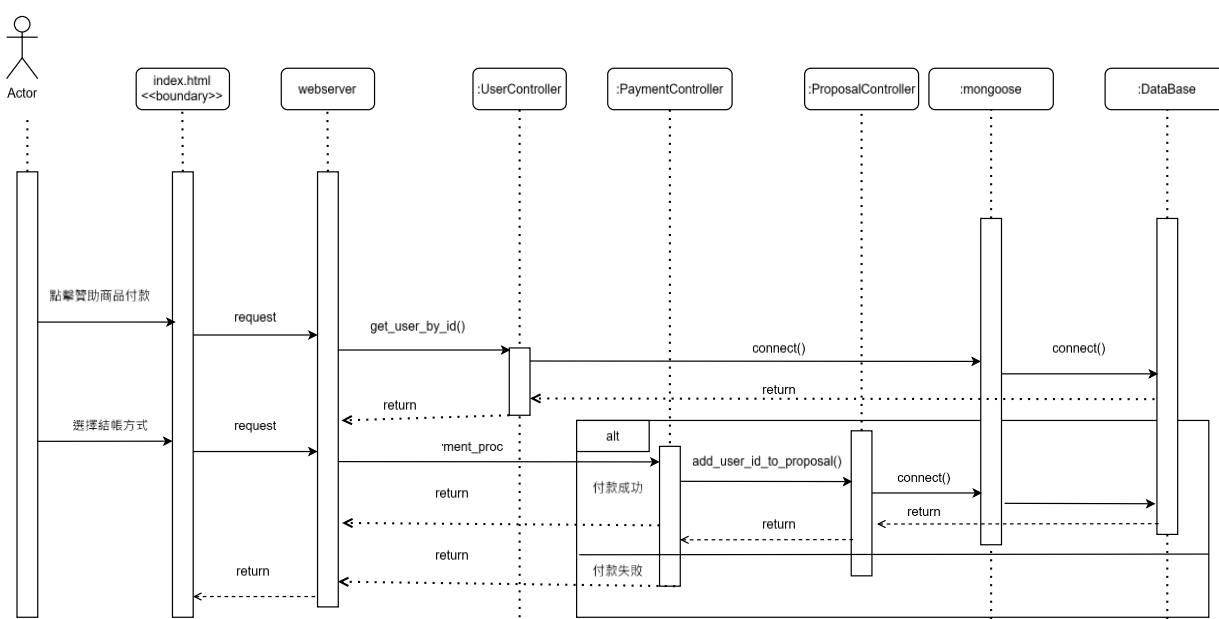 Actor
index.html
<<boundary>>
webserver
:UserController
:PaymentController
:ProposalController
:mongoose
:DataBase
點擊贊助商品付款
request
get_user_by_id()
connect()
connect()
return
return
選擇結帳方式
request
alt
ment_proc
add_user_id_to_proposal()
付款成功
connect()
return
return
return
return
付款失敗
return